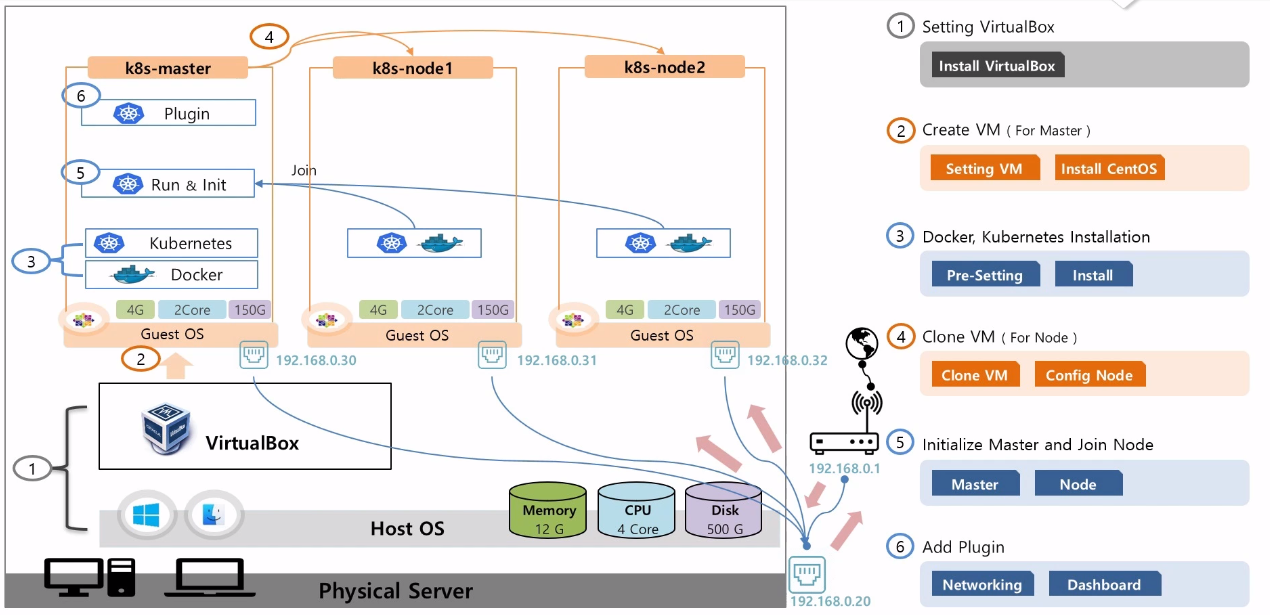 4
k8s-master
k8s-node1
k8s-node2
6
Plugin
5
Run & Init
Join
3
Kubernetes
Docker
4G
2Core
150G
Guest OS
4G
2Core
150G
Guest OS
4G
2Core
150G
Guest OS
2
192.168.0.30
192.168.0.31
192.168.0.32
1
VirtualBox
192.168.0.1
Host OS
Memory
12 G
CPU
4 Core
Disk
500 G
Physical Server
192.168.0.20
1 Setting VirtualBox
Install VirtualBox
2 Create VM ( For Master )
Setting VM
Install CentOS
3 Docker, Kubernetes Installation
Pre-Setting
Install
4 Clone VM ( For Node )
Clone VM
Config Node
5 Initialize Master and Join Node
Master
Node
6 Add Plugin
Networking
Dashboard